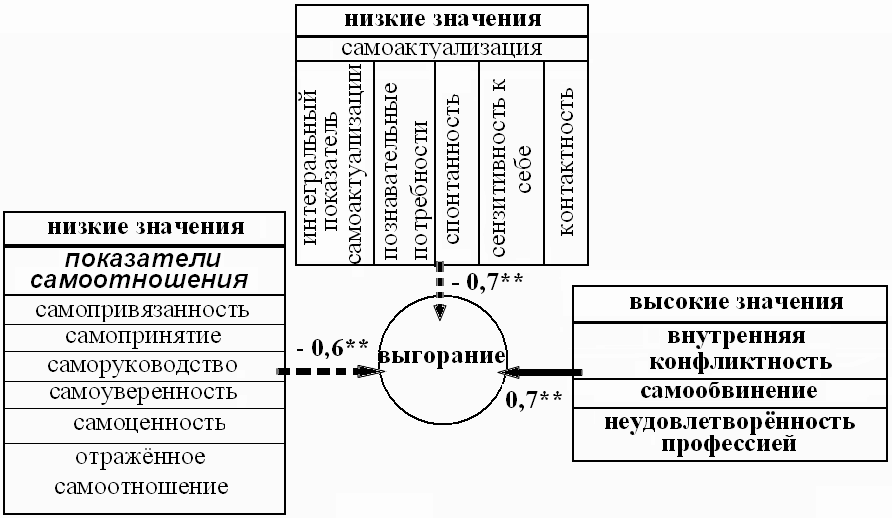 низкие значения
самоактуализация
интегральный
показатель
самоактуализации
познавательные
потребности
спонтанность
сензитивность к
себе
контактность
низкие значения
показатели
самоотношения
самопривязанность
самопринятие
саморуководство
самоуверенность
самоценность
отражённое
самоотношение
- 0,7**
- 0,6**
выгорание
0,7**
высокие значения
внутренняя
конфликтность
самообвинение
неудовлетворённость
профессией